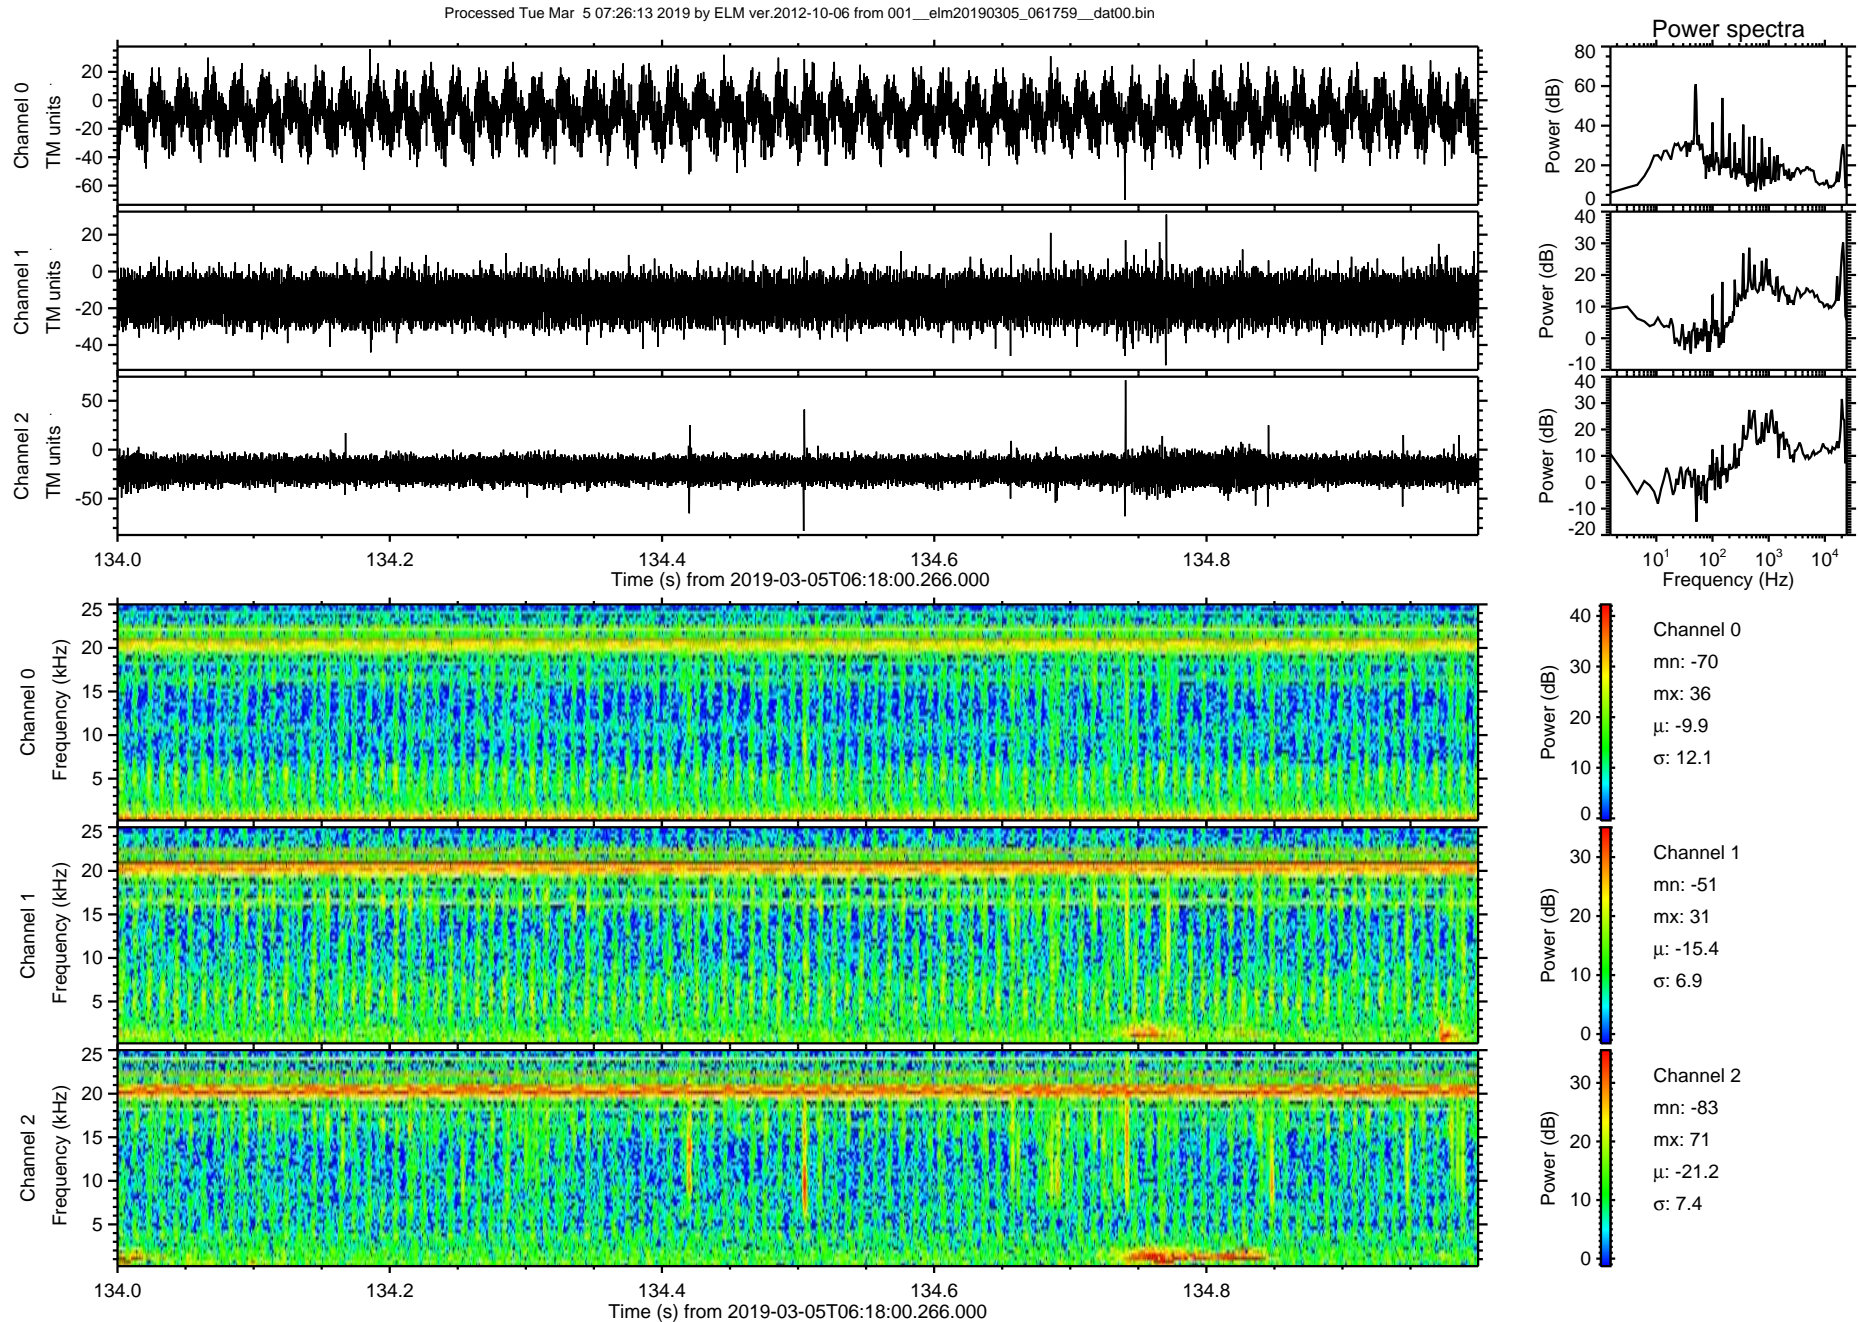 Processed Tue Mar  5 07:26:13 2019 by ELM ver.2012-10-06 from 001__elm20190305_061759__dat00.bin
Power spectra
Channel 0
TM units
20
0
-20
-40
-60
Power (dB)
80
60
40
20
0
Channel 1
TM units
20
0
-20
-40
Power (dB)
40
30
20
10
0
-10
Channel 2
TM units
50
0
-50
Power (dB)
40
30
20
10
0
-10
-20
134.0 134.2 134.4 134.6 134.8
Time (s) from 2019-03-05T06:18:00.266.000
10¹ 10² 10³ 10⁴
Frequency (Hz)
Channel 0
Frequency (kHz)
25
20
15
10
5
Power (dB)
40
30
20
10
0
Channel 0
mn: -70
mx: 36
μ: -9.9
σ: 12.1
Channel 1
Frequency (kHz)
25
20
15
10
5
Power (dB)
30
20
10
0
Channel 1
mn: -51
mx: 31
μ: -15.4
σ: 6.9
Channel 2
Frequency (kHz)
25
20
15
10
5
Power (dB)
30
20
10
0
Channel 2
mn: -83
mx: 71
μ: -21.2
σ: 7.4
134.0 134.2 134.4 134.6 134.8
Time (s) from 2019-03-05T06:18:00.266.000